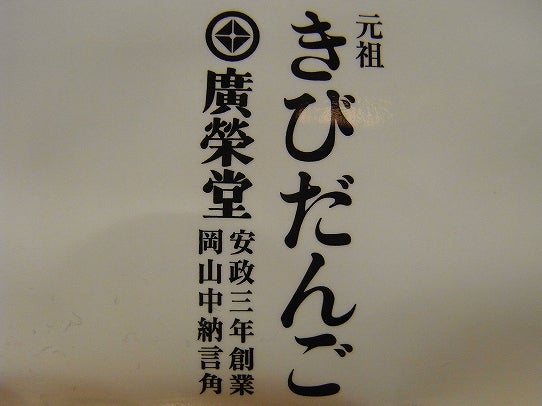 元祖
きびだんご
廣榮堂
安政三年創業
岡山中納言角